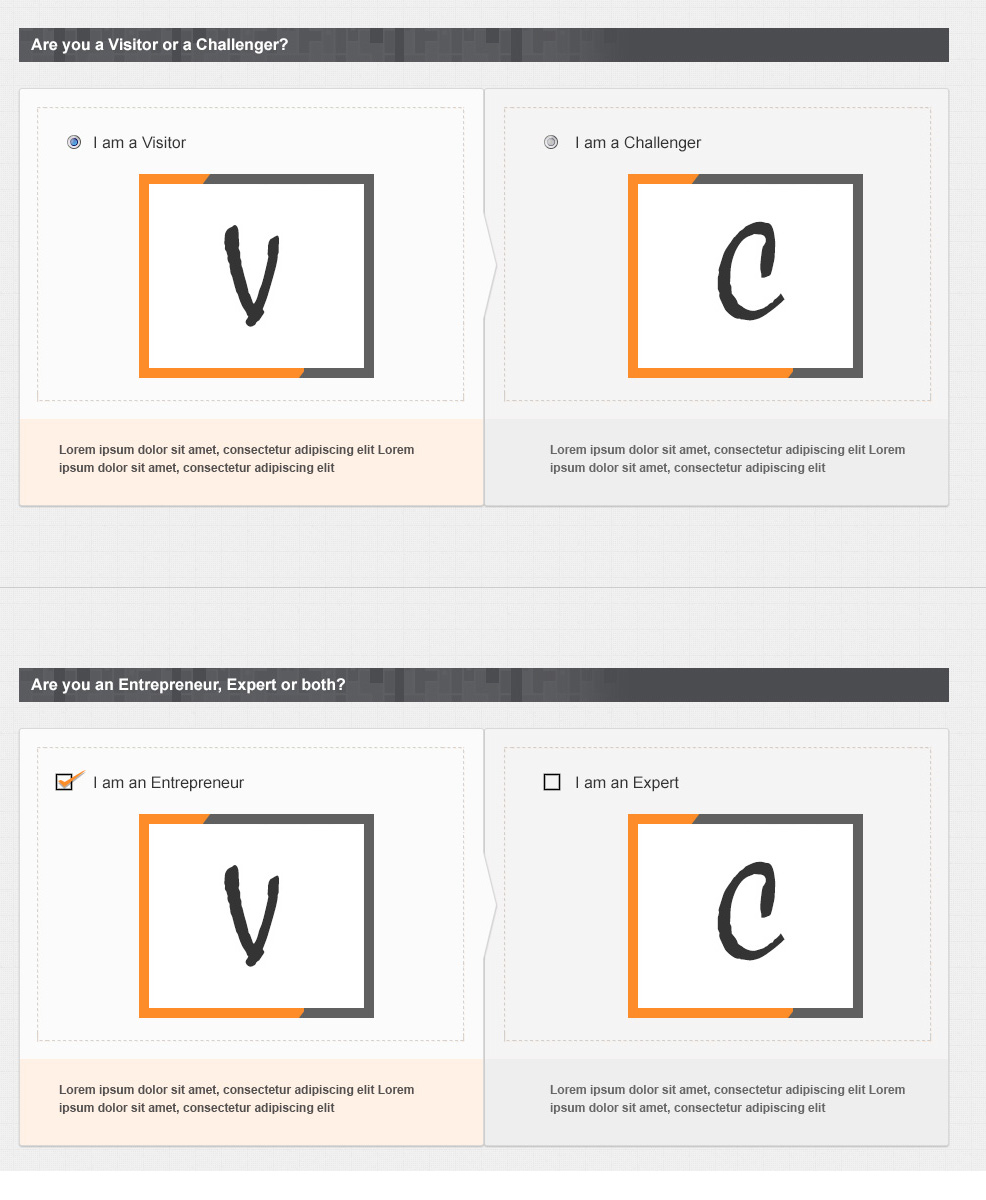 Are you a Visitor or a Challenger?
I am a Visitor
V
Lorem ipsum dolor sit amet, consectetur adipiscing elit Lorem
ipsum dolor sit amet, consectetur adipiscing elit
I am a Challenger
C
Lorem ipsum dolor sit amet, consectetur adipiscing elit Lorem
ipsum dolor sit amet, consectetur adipiscing elit
Are you an Entrepreneur, Expert or both?
I am an Entrepreneur
V
Lorem ipsum dolor sit amet, consectetur adipiscing elit Lorem
ipsum dolor sit amet, consectetur adipiscing elit
I am an Expert
C
Lorem ipsum dolor sit amet, consectetur adipiscing elit Lorem
ipsum dolor sit amet, consectetur adipiscing elit